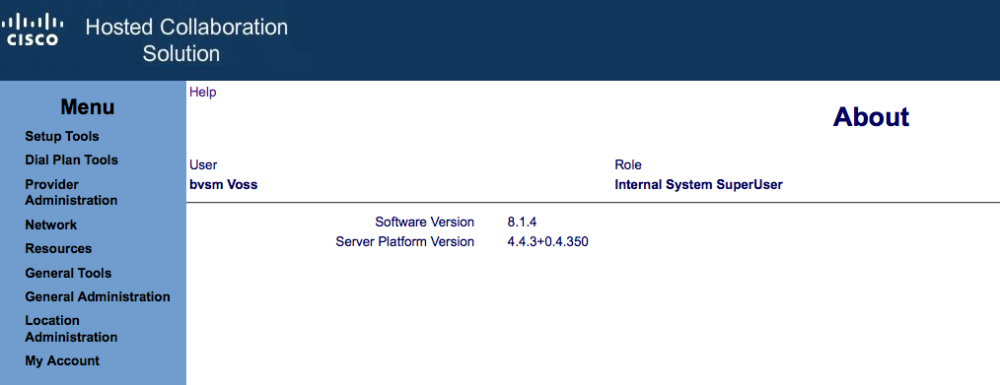 CISCO
Hosted Collaboration
Solution
Menu
Setup Tools
Dial Plan Tools
Provider
Administration
Network
Resources
General Tools
General Administration
Location
Administration
My Account
Help
About
User Role
bvsm Voss Internal System SuperUser
Software Version 8.1.4
Server Platform Version 4.4.3+0.4.350